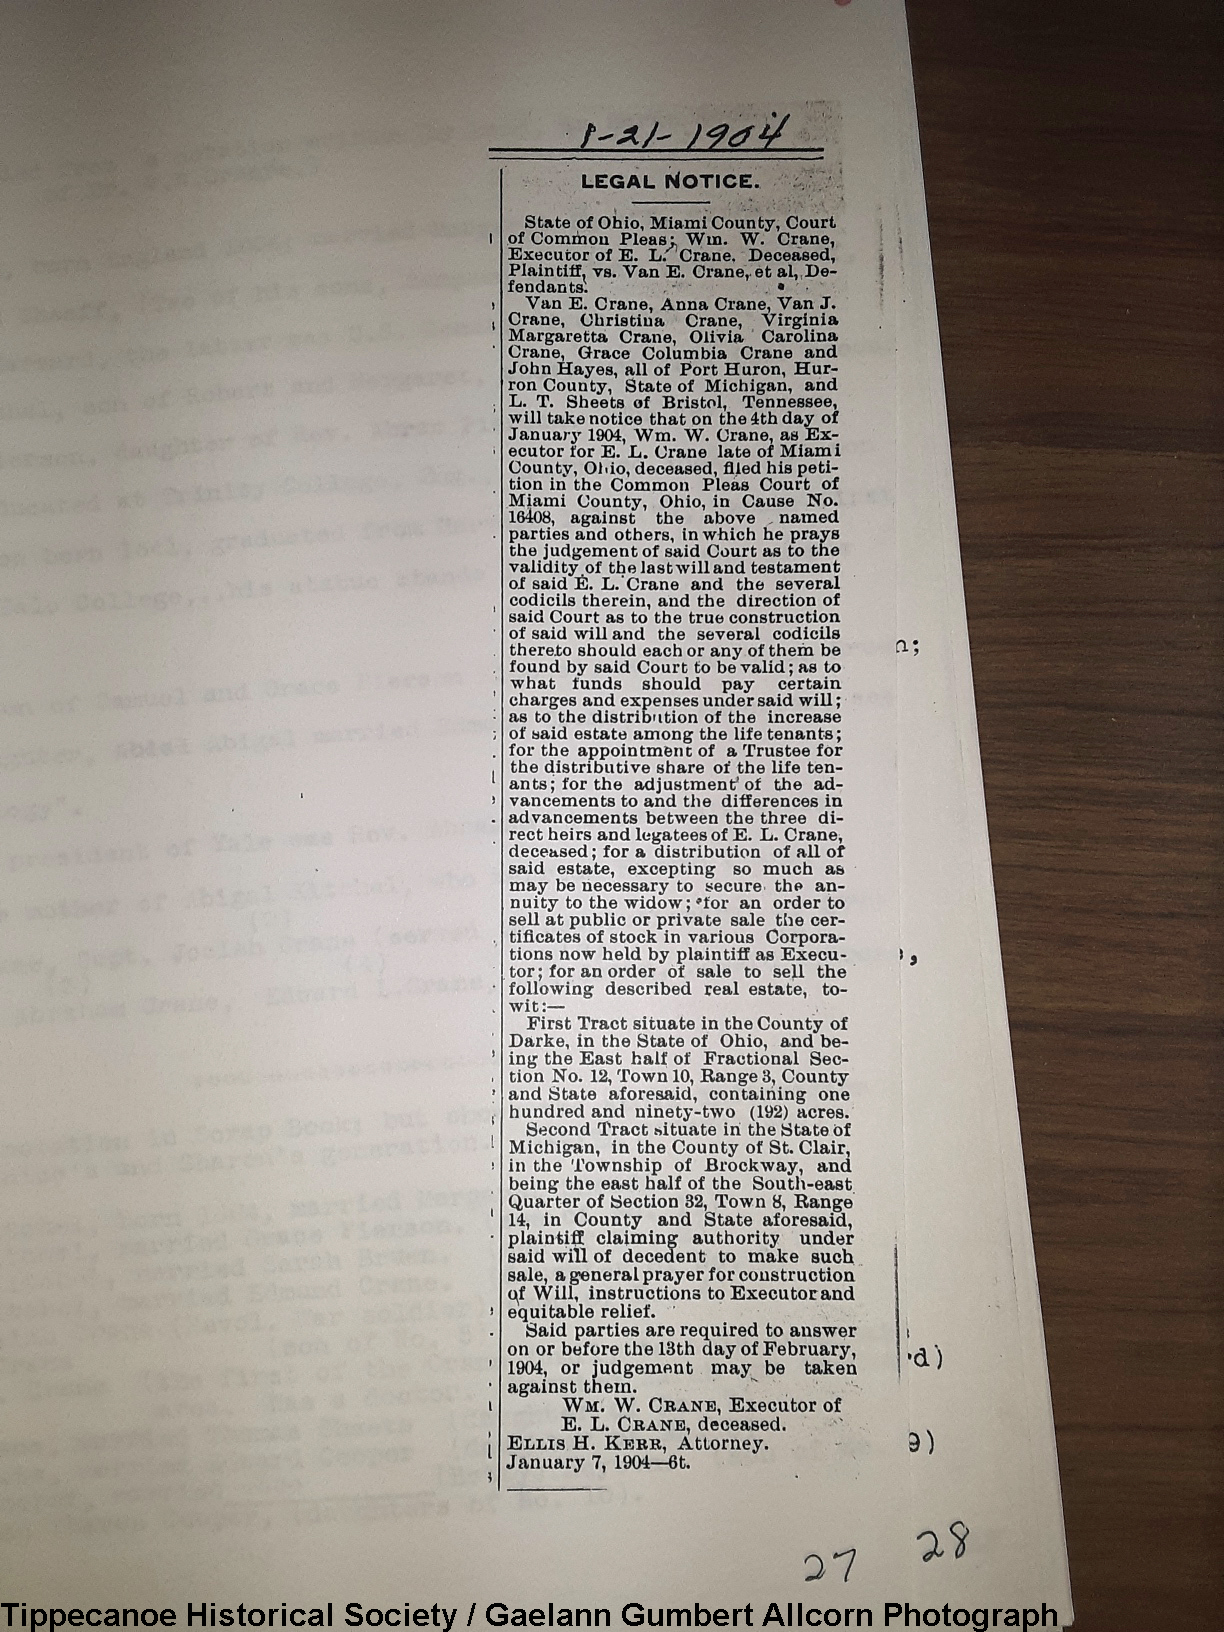 1-21-1904
LEGAL NOTICE.
State of Ohio, Miami County, Court
of Common Pleas; Wm. W. Crane,
Executor of E. L. Crane. Deceased,
Plaintiff, vs. Van E. Crane, et al, De-
fendants.
Van E. Crane, Anna Crane, Van J.
Crane, Christina Crane, Virginia
Margaretta Crane, Olivia Carolina
Crane, Grace Columbia Crane and
John Hayes, all of Port Huron, Hur-
ron County, State of Michigan, and
L. T. Sheets of Bristol, Tennessee,
will take notice that on the 4th day of
January 1904, Wm. W. Crane, as Ex-
ecutor for E. L. Crane late of Miami
County, Ohio, deceased, filed his peti-
tion in the Common Pleas Court of
Miami County, Ohio, in Cause No.
16408, against the above named
parties and others, in which he prays
the judgement of said Court as to the
validity of the last will and testament
of said E. L. Crane and the several
codicils therein, and the direction of
said Court as to the true construction
of said will and the several codicils
thereto should each or any of them be
found by said Court to be valid; as to
what funds should pay certain
charges and expenses under said will;
as to the distribution of the increase
of said estate among the life tenants;
for the appointment of a Trustee for
the distributive share of the life ten-
ants; for the adjustment of the ad-
vancements to and the differences in
advancements between the three di-
rect heirs and legatees of E. L. Crane,
deceased; for a distribution of all of
said estate, excepting so much as
may be necessary to secure the an-
nuity to the widow; for an order to
sell at public or private sale the cer-
tificates of stock in various Corpora-
tions now held by plaintiff as Execu-
tor; for an order of sale to sell the
following described real estate, to-
wit:—
First Tract situate in the County of
Darke, in the State of Ohio, and be-
ing the East half of Fractional Sec-
tion No. 12, Town 10, Range 3, County
and State aforesaid, containing one
hundred and ninety-two (192) acres.
Second Tract situate in the State of
Michigan, in the County of St. Clair,
in the Township of Brockway, and
being the east half of the South-east
Quarter of Section 32, Town 8, Range
14, in County and State aforesaid,
plaintiff claiming authority under
said will of decedent to make such
sale, a general prayer for construction
of Will, instructions to Executor and
equitable relief.
Said parties are required to answer
on or before the 13th day of February,
1904, or judgement may be taken
against them.
WM. W. CRANE, Executor of
E. L. CRANE, deceased.
ELLIS H. KERR, Attorney.
January 7, 1904—6t.
27 28
Tippecanoe Historical Society / Gaelann Gumbert Allcorn Photograph